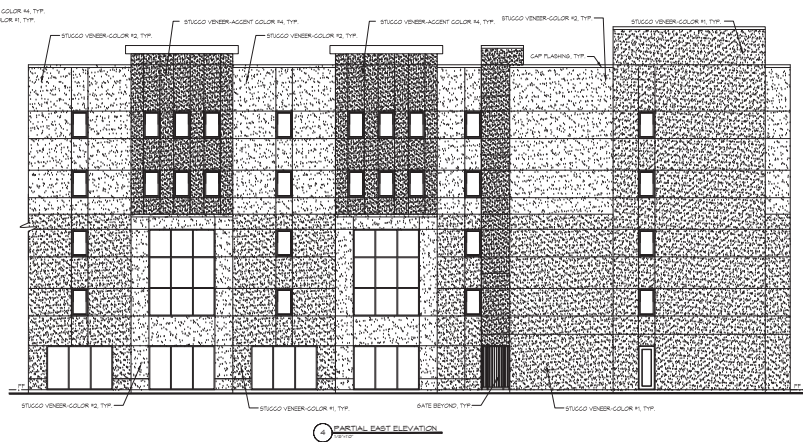 COLOR #4, TYP.
COLOR #1, TYP.
STUCCO VENEER-COLOR #2, TYP.
STUCCO VENEER-ACCENT COLOR #4, TYP.
STUCCO VENEER-COLOR #2, TYP.
STUCCO VENEER-ACCENT COLOR #4, TYP.
STUCCO VENEER-COLOR #2, TYP.
STUCCO VENEER-COLOR #1, TYP.
CAP FLASHING, TYP.
FF
FF
STUCCO VENEER-COLOR #2, TYP.
STUCCO VENEER-COLOR #1, TYP.
GATE BEYOND, TYP.
STUCCO VENEER-COLOR #1, TYP.
4 PARTIAL EAST ELEVATION